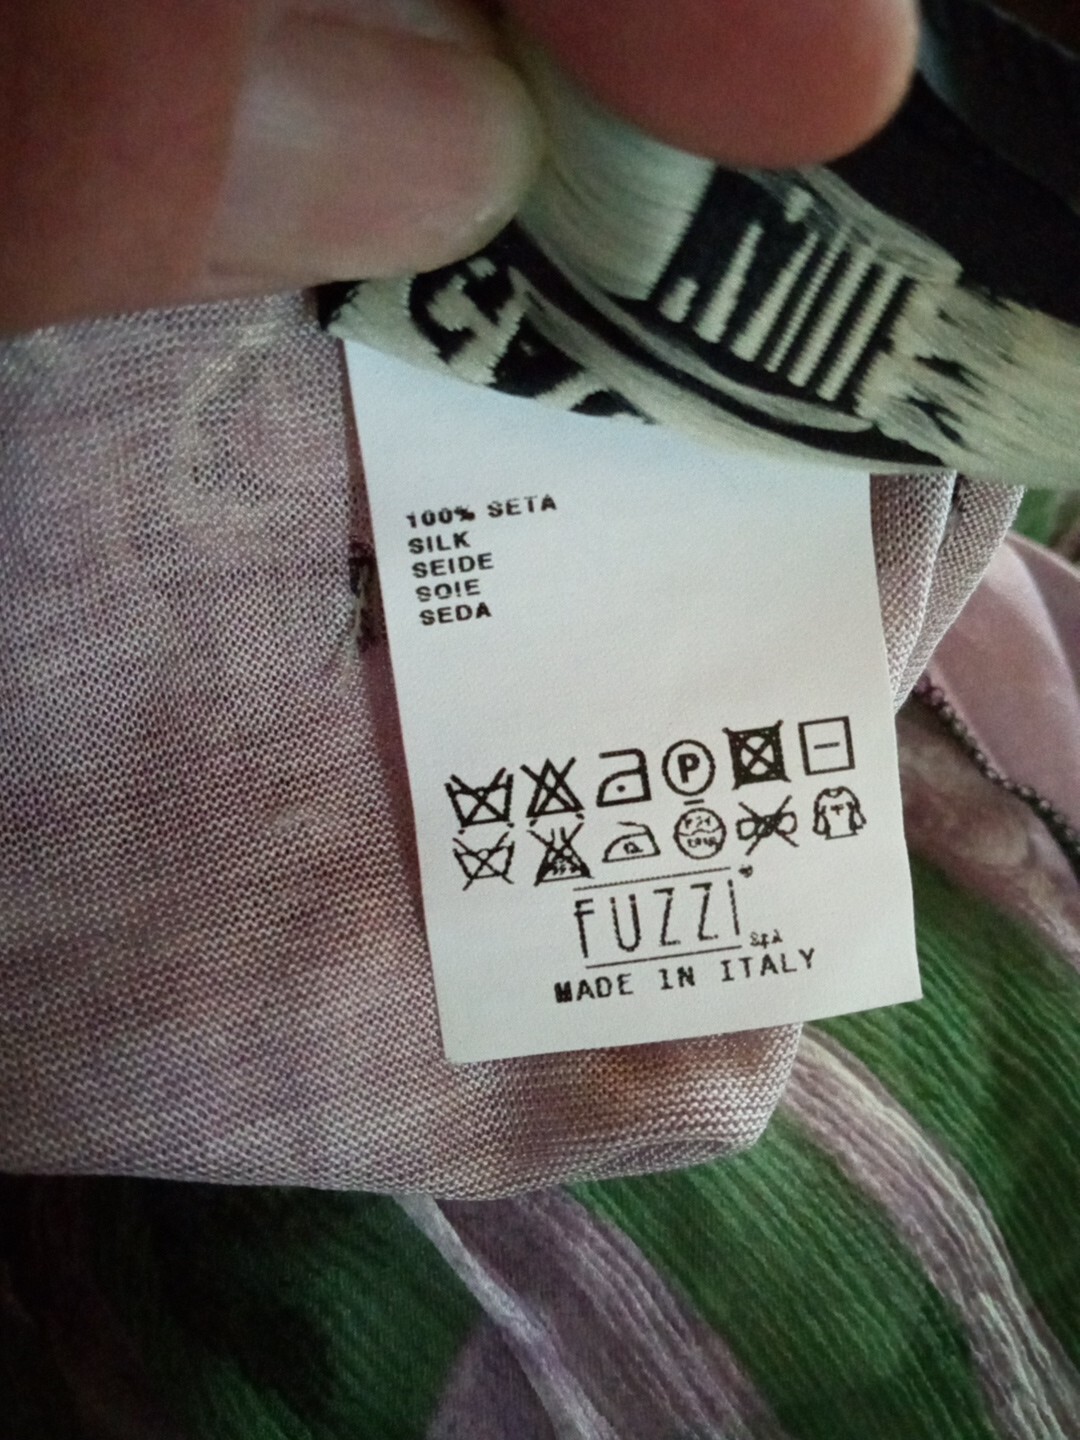 100% SETA
SILK
SEIDE
SOIE
SEDA
P
FUZZI
SpA
MADE IN ITALY